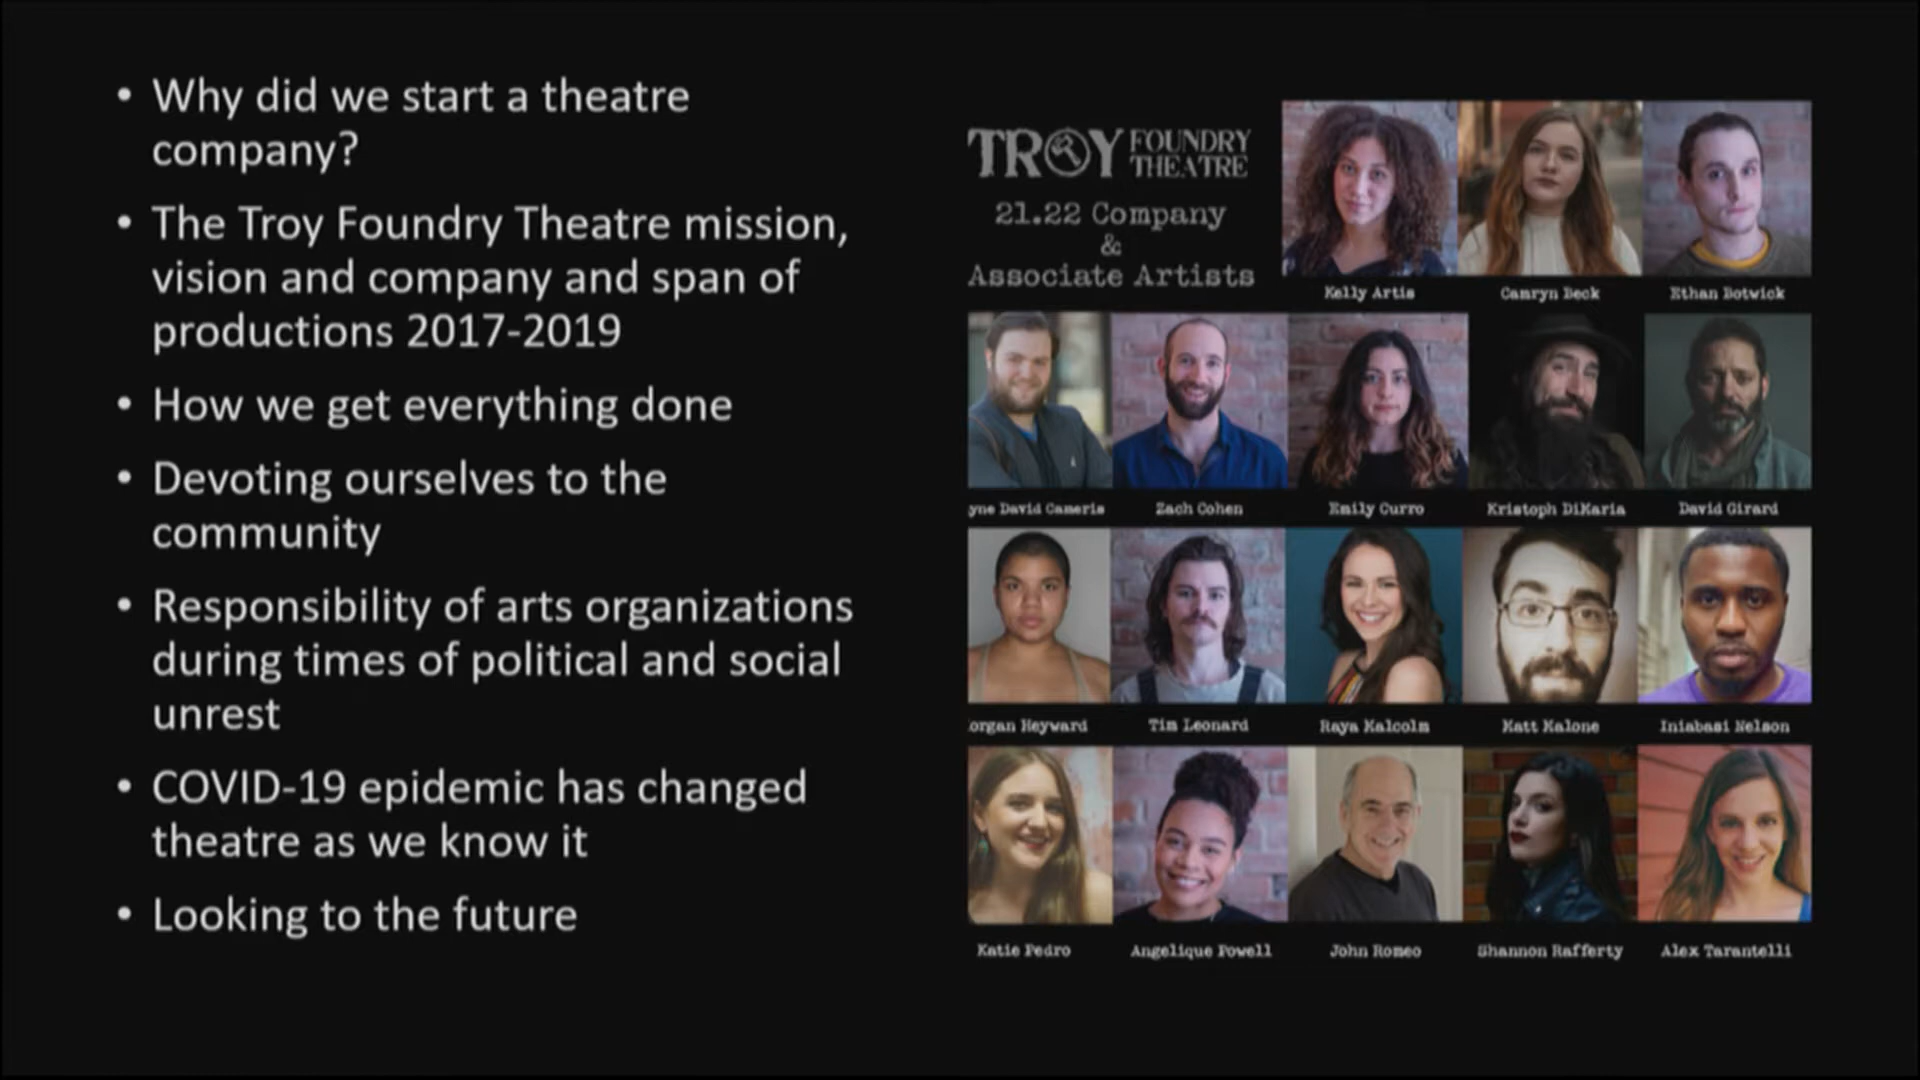 • Why did we start a theatre
company?
• The Troy Foundry Theatre mission,
vision and company and span of
productions 2017-2019
• How we get everything done
• Devoting ourselves to the
community
• Responsibility of arts organizations
during times of political and social
unrest
• COVID-19 epidemic has changed
theatre as we know it
• Looking to the future
TROY FOUNDRY THEATRE
21.22 Company
&
Associate Artists
Kelly Artis Camryn Beck Ethan Botwick
yne David Cameris Zach Cohen Emily Curro Kristoph DiMaria David Girard
organ Heyward Tim Leonard Raya Malcolm Matt Malone Iniabasi Nelson
Katie Pedro Angelique Powell John Romeo Shannon Rafferty Alex Tarantelli